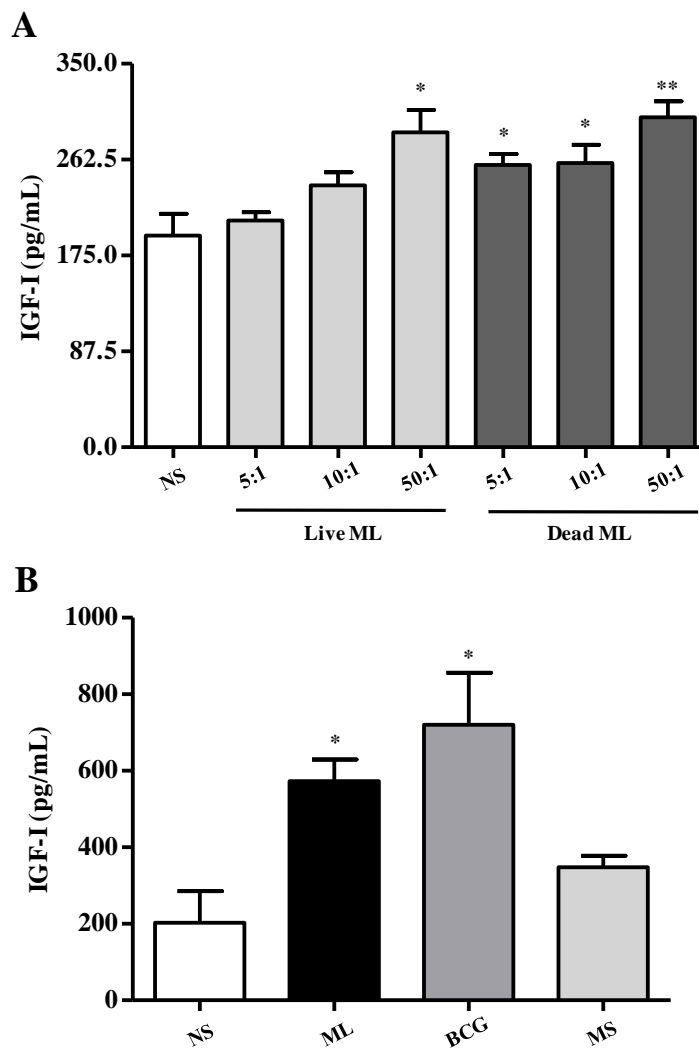 A
IGF-I (pg/mL)
350.0
262.5
175.0
87.5
0.0
*
*
*
**
NS
5:1
10:1
50:1
5:1
10:1
50:1
Live ML
Dead ML
B
IGF-I (pg/mL)
1000
800
600
400
200
0
*
*
NS
ML
BCG
MS